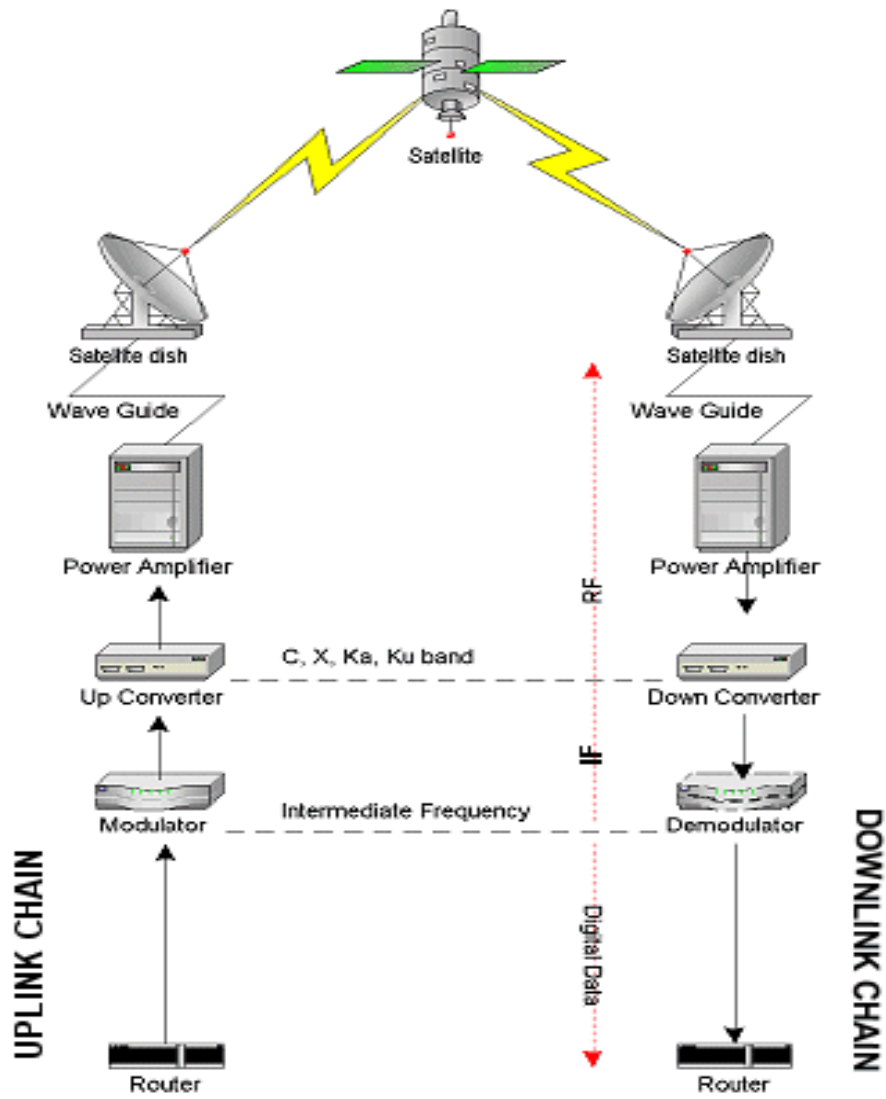 Satellite
Satellite dish
Satellite dish
Wave Guide
Wave Guide
Power Amplifier
Power Amplifier
RF
C, X, Ka, Ku band
Up Converter
Down Converter
IF
Intermediate Frequency
Modulator
Demodulator
UPLINK CHAIN
DOWNLINK CHAIN
Digital Data
Router
Router